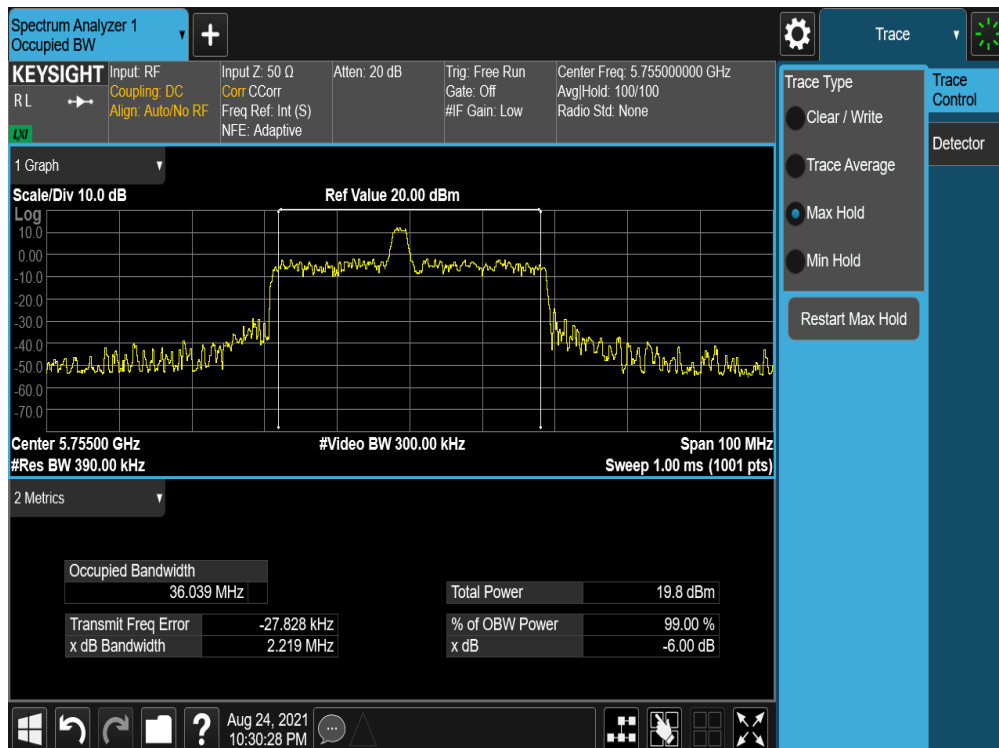 Spectrum Analyzer 1
Occupied BW
+
Trace
KEYSIGHT
RL
LXI
Input: RF
Coupling: DC
Align: Auto/No RF
Input Z: 50 Ω
Corr CCorr
Freq Ref: Int (S)
NFE: Adaptive
Atten: 20 dB
Trig: Free Run
Gate: Off
#IF Gain: Low
Center Freq: 5.755000000 GHz
Avg|Hold: 100/100
Radio Std: None
Trace Type
Clear / Write
Trace Average
Max Hold
Min Hold
Restart Max Hold
Trace
Control
Detector
1 Graph
Scale/Div 10.0 dB
Ref Value 20.00 dBm
Log
10.0
0.00
-10.0
-20.0
-30.0
-40.0
-50.0
-60.0
-70.0
Center 5.75500 GHz
#Video BW 300.00 kHz
Span 100 MHz
#Res BW 390.00 kHz
Sweep 1.00 ms (1001 pts)
2 Metrics
Occupied Bandwidth
36.039 MHz
Total Power 19.8 dBm
Transmit Freq Error -27.828 kHz
% of OBW Power 99.00 %
x dB Bandwidth 2.219 MHz
x dB -6.00 dB
?
Aug 24, 2021
10:30:28 PM